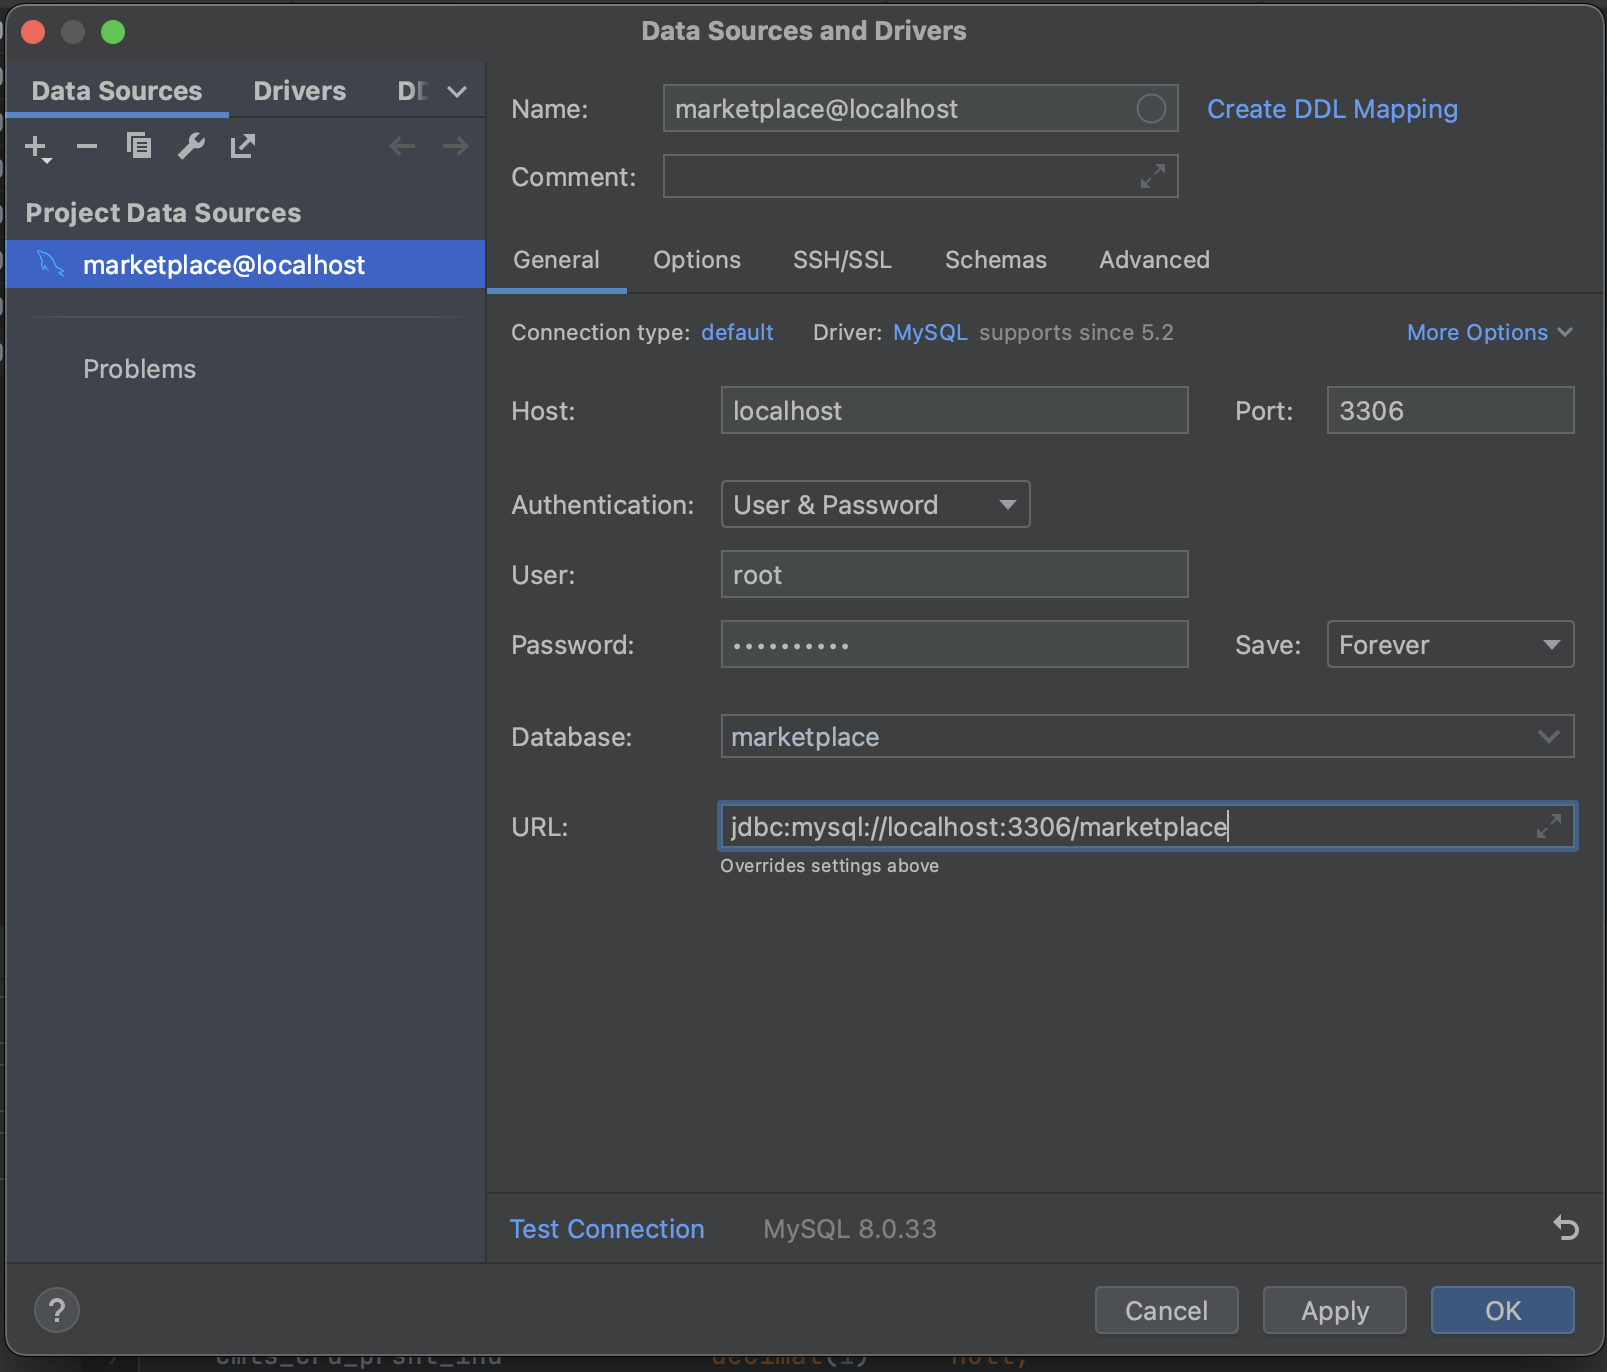 Data Sources and Drivers
Data Sources Drivers
Name: marketplace@localhost Create DDL Mapping
Comment:
Project Data Sources
marketplace@localhost
Problems
General Options SSH/SSL Schemas Advanced
Connection type: default Driver: MySQL supports since 5.2 More Options
Host: localhost Port: 3306
Authentication: User & Password
User: root
Password: •••••••••• Save: Forever
Database: marketplace
URL: jdbc:mysql://localhost:3306/marketplace
Overrides settings above
Test Connection MySQL 8.0.33
? Cancel Apply OK